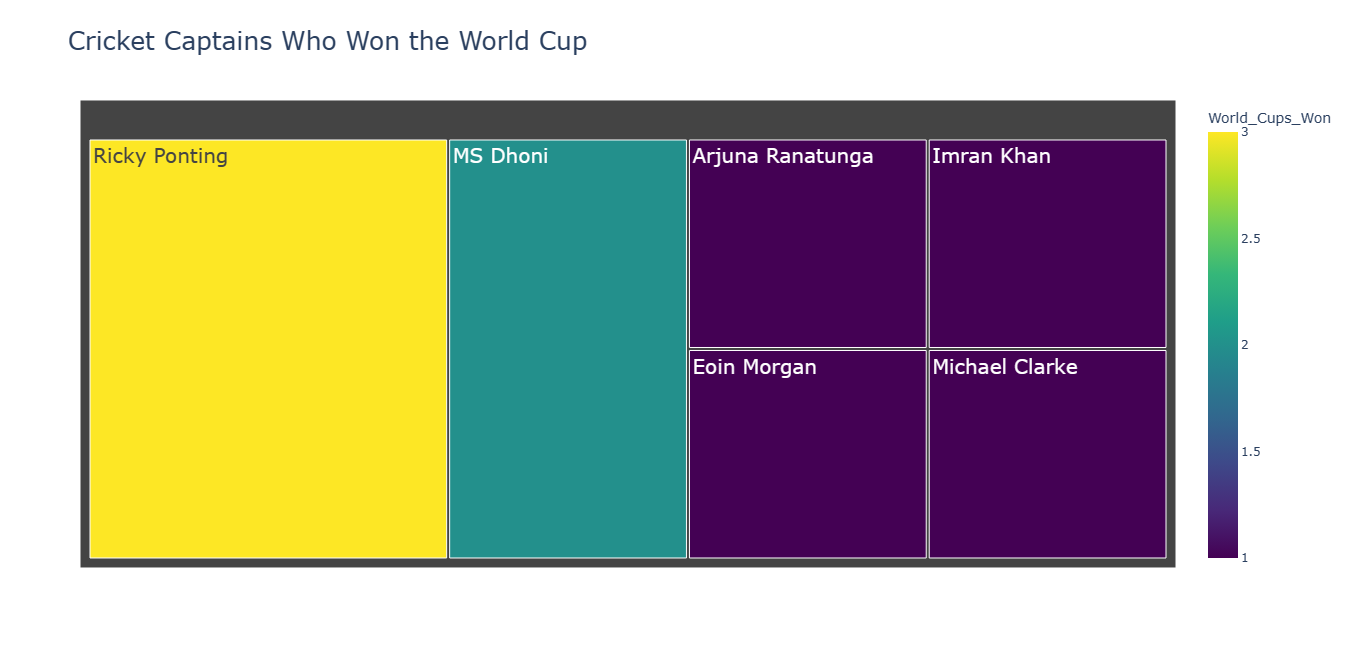 Cricket Captains Who Won the World Cup
Ricky Ponting
MS Dhoni
Arjuna Ranatunga
Imran Khan
Eoin Morgan
Michael Clarke
World_Cups_Won
3
2.5
2
1.5
1